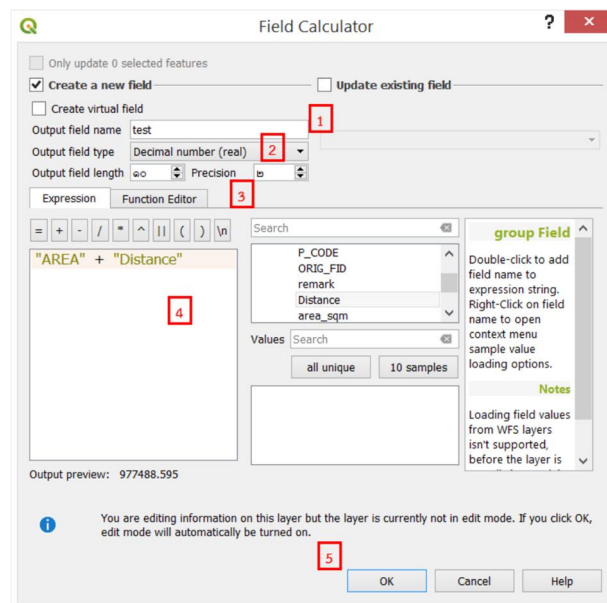 Field Calculator ? ×
Only update 0 selected features
Create a new field
Update existing field
Create virtual field
Output field name test
1
Output field type Decimal number (real)
2
Output field length ๑๐ Precision ๒
3
Expression Function Editor
= + - / * ^ || ( ) \n
"AREA" + "Distance"
4
Output preview: 977488.595
Search
P_CODE
ORIG_FID
remark
Distance
area_sqm
Values Search
all unique 10 samples
group Field
Double-click to add
field name to
expression string.
Right-Click on field
name to open
context menu
sample value
loading options.
Notes
Loading field values
from WFS layers
isn't supported,
before the layer is
You are editing information on this layer but the layer is currently not in edit mode. If you click OK,
edit mode will automatically be turned on.
5
OK Cancel Help